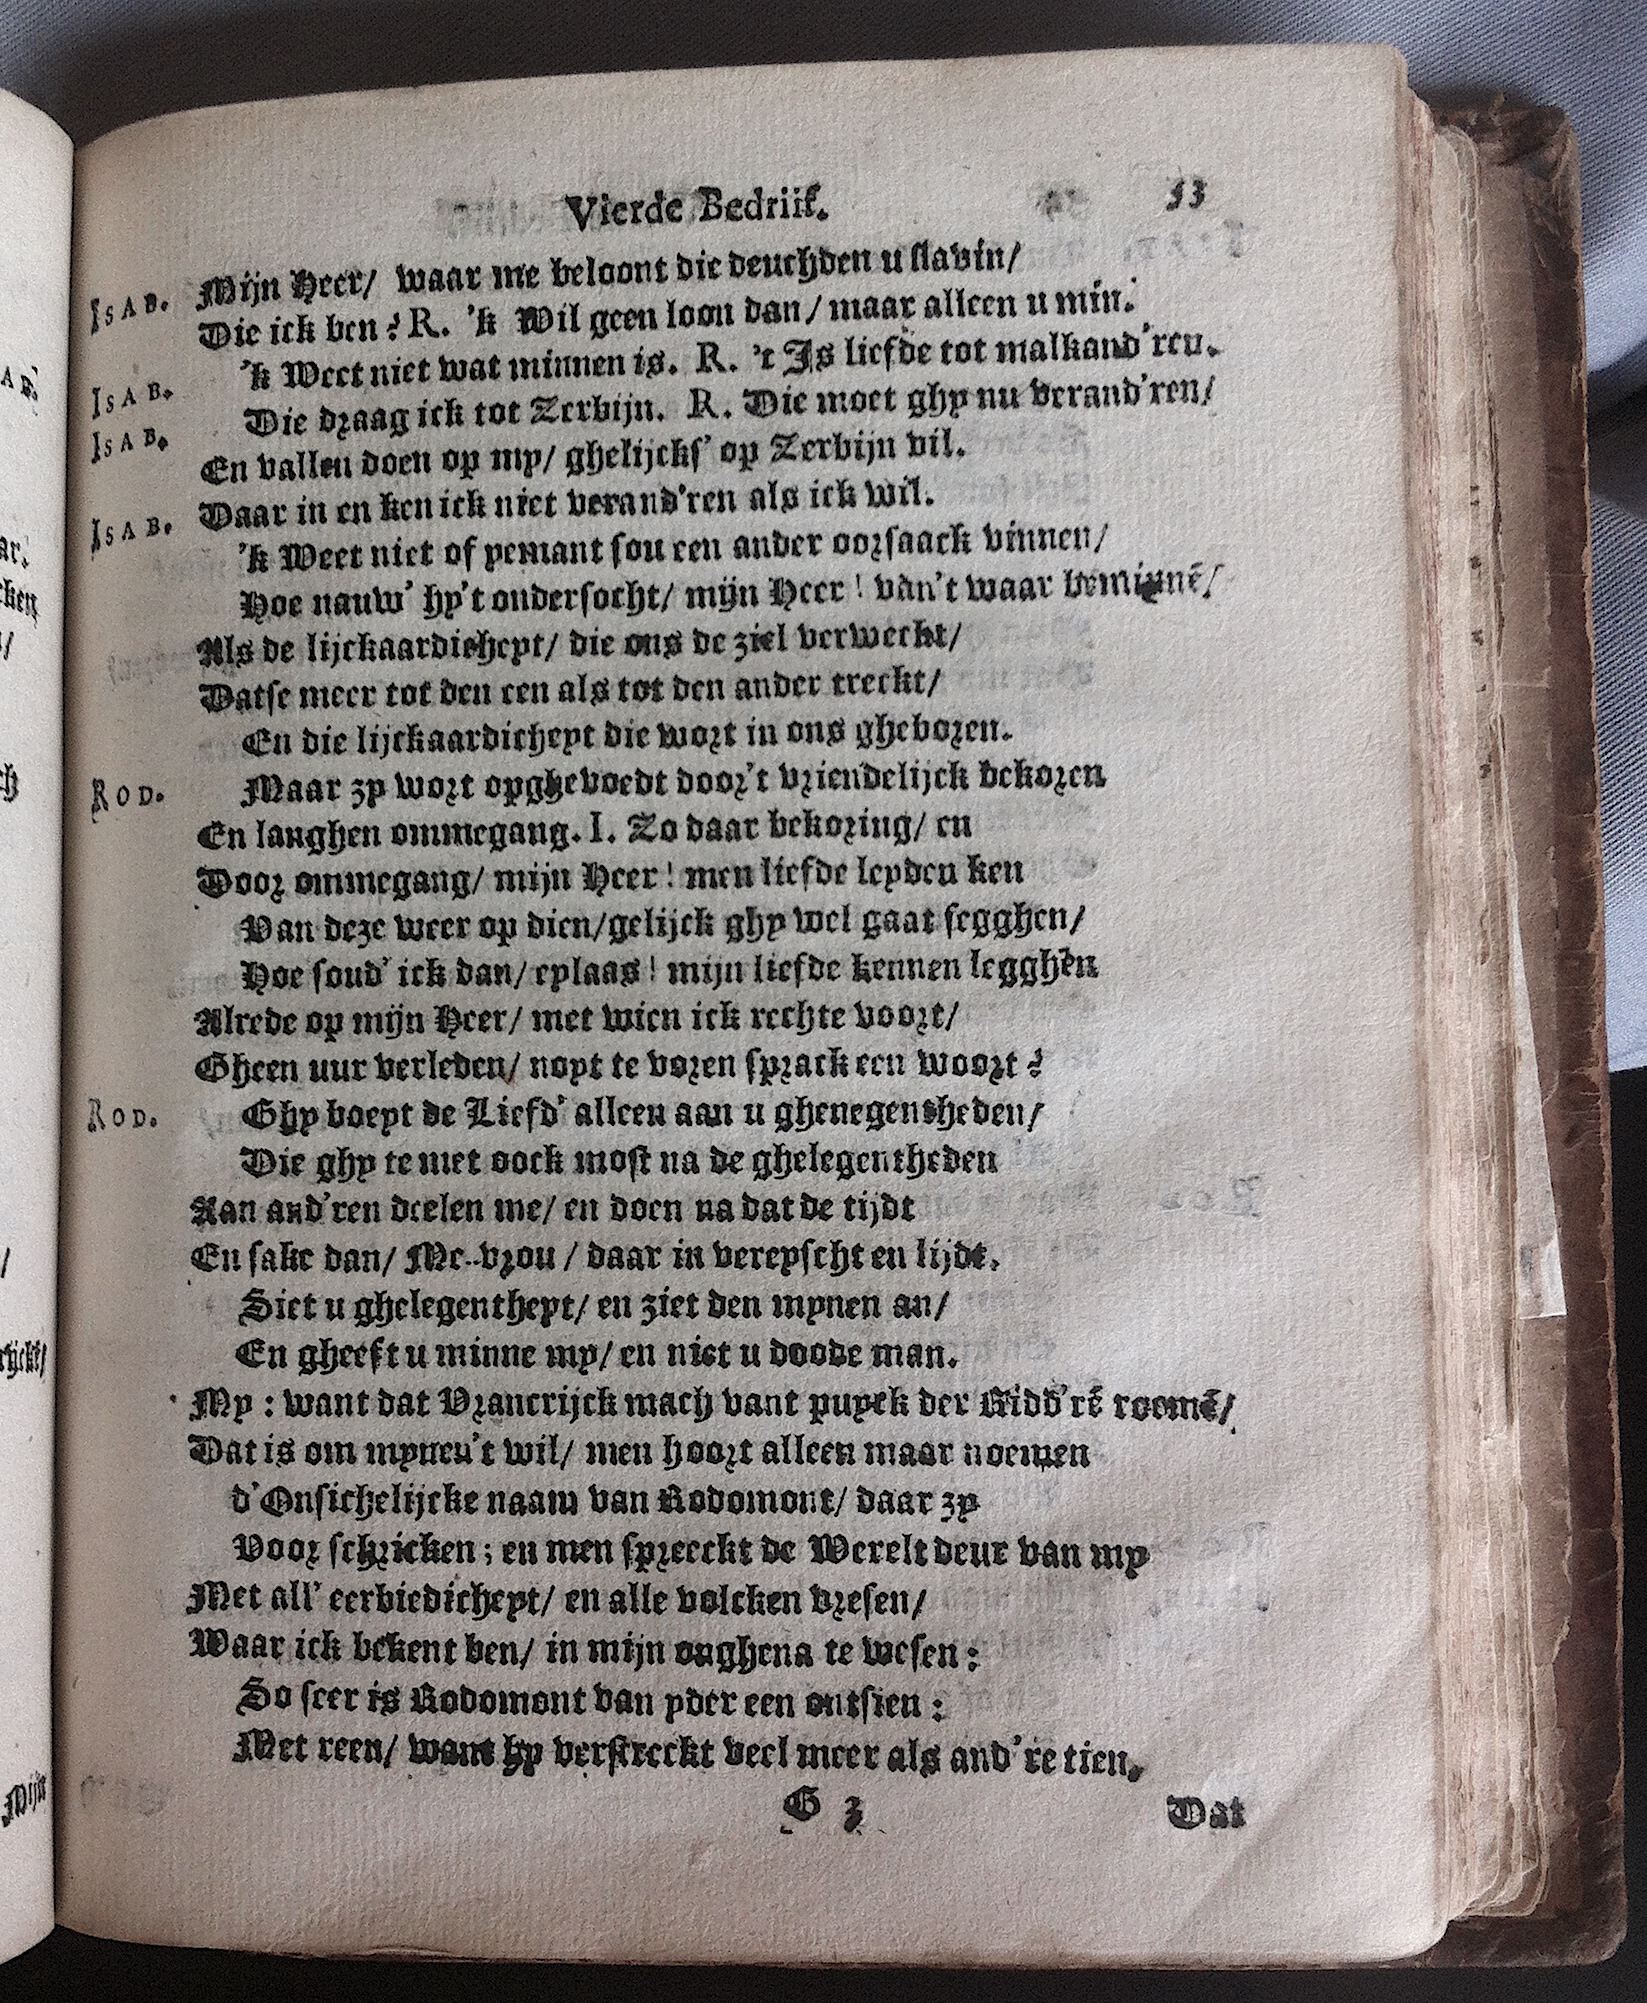 Vierde Bedriif. 53
ISAB. Mijn Heer/ waar me beloont die deuchden u slavin/
Die ick ben? R. 'k Wil geen loon dan/ maar alleen u min.
ISAB. 'k Weet niet wat minnen is. R. 't Is liefde tot malkand'ren.
ISAB. Die draag ick tot Zerbijn. R. Die moet ghy nu verand'ren/
En vallen doen op my/ ghelijcks' op Zerbijn vil.
ISAB. Daar in en ken ick niet verand'ren als ick wil.
'k Weet niet of yemant sou een ander oorsaack vinnen/
Hoe nauw' hy't ondersocht/ mijn Heer! van't waar beminnē/
Als de lijckaardicheyt/ die ons de ziel verweckt/
Datse meer tot den een als tot den ander treckt/
En die lijckaardicheyt die wort in ons gheboren.
ROD. Maar zy wort opghevoedt door't vriendelijck bekoren
En langhen ommegang. I. Zo daar bekoring/ en
Door ommegang/ mijn Heer! men liefde leyden ken
Van deze weer op dien/gelijck ghy wel gaat segghen/
Hoe soud' ick dan/ eylaas! mijn liefde kennen legghen
Alrede op mijn Heer/ met wien ick rechte voort/
Gheen uur verleden/ noyt te voren sprack een woort?
ROD. Ghy boeyt de Liefd' alleen aan u ghenegentheden/
Die ghy te met oock most na de ghelegentheden
Aan and'ren deelen me/ en doen na dat de tijdt
En sake dan/ Me-vrou / daar in vereyscht en lijdt.
Siet u ghelegentheyt/ en ziet den mynen an/
En gheeft u minne my/ en niet u doode man.
My : want dat Vrancrijck mach vant puyck der Ridd'rē roemē/
Dat is om mynen't wil/ men hoort alleen maar noemen
d'Onsichelijcke naam van Rodomont/ daar zy
Voor schricken; en men spreeckt de Werelt deur van my
Met all' eerbiedicheyt/ en alle volcken vresen/
Waar ick bekent ben/ in mijn onghena te wesen:
So seer is Rodomont van yder een ontsien:
Met reen/ want hy verstreckt veel meer als and're tien.
G 3 Dat